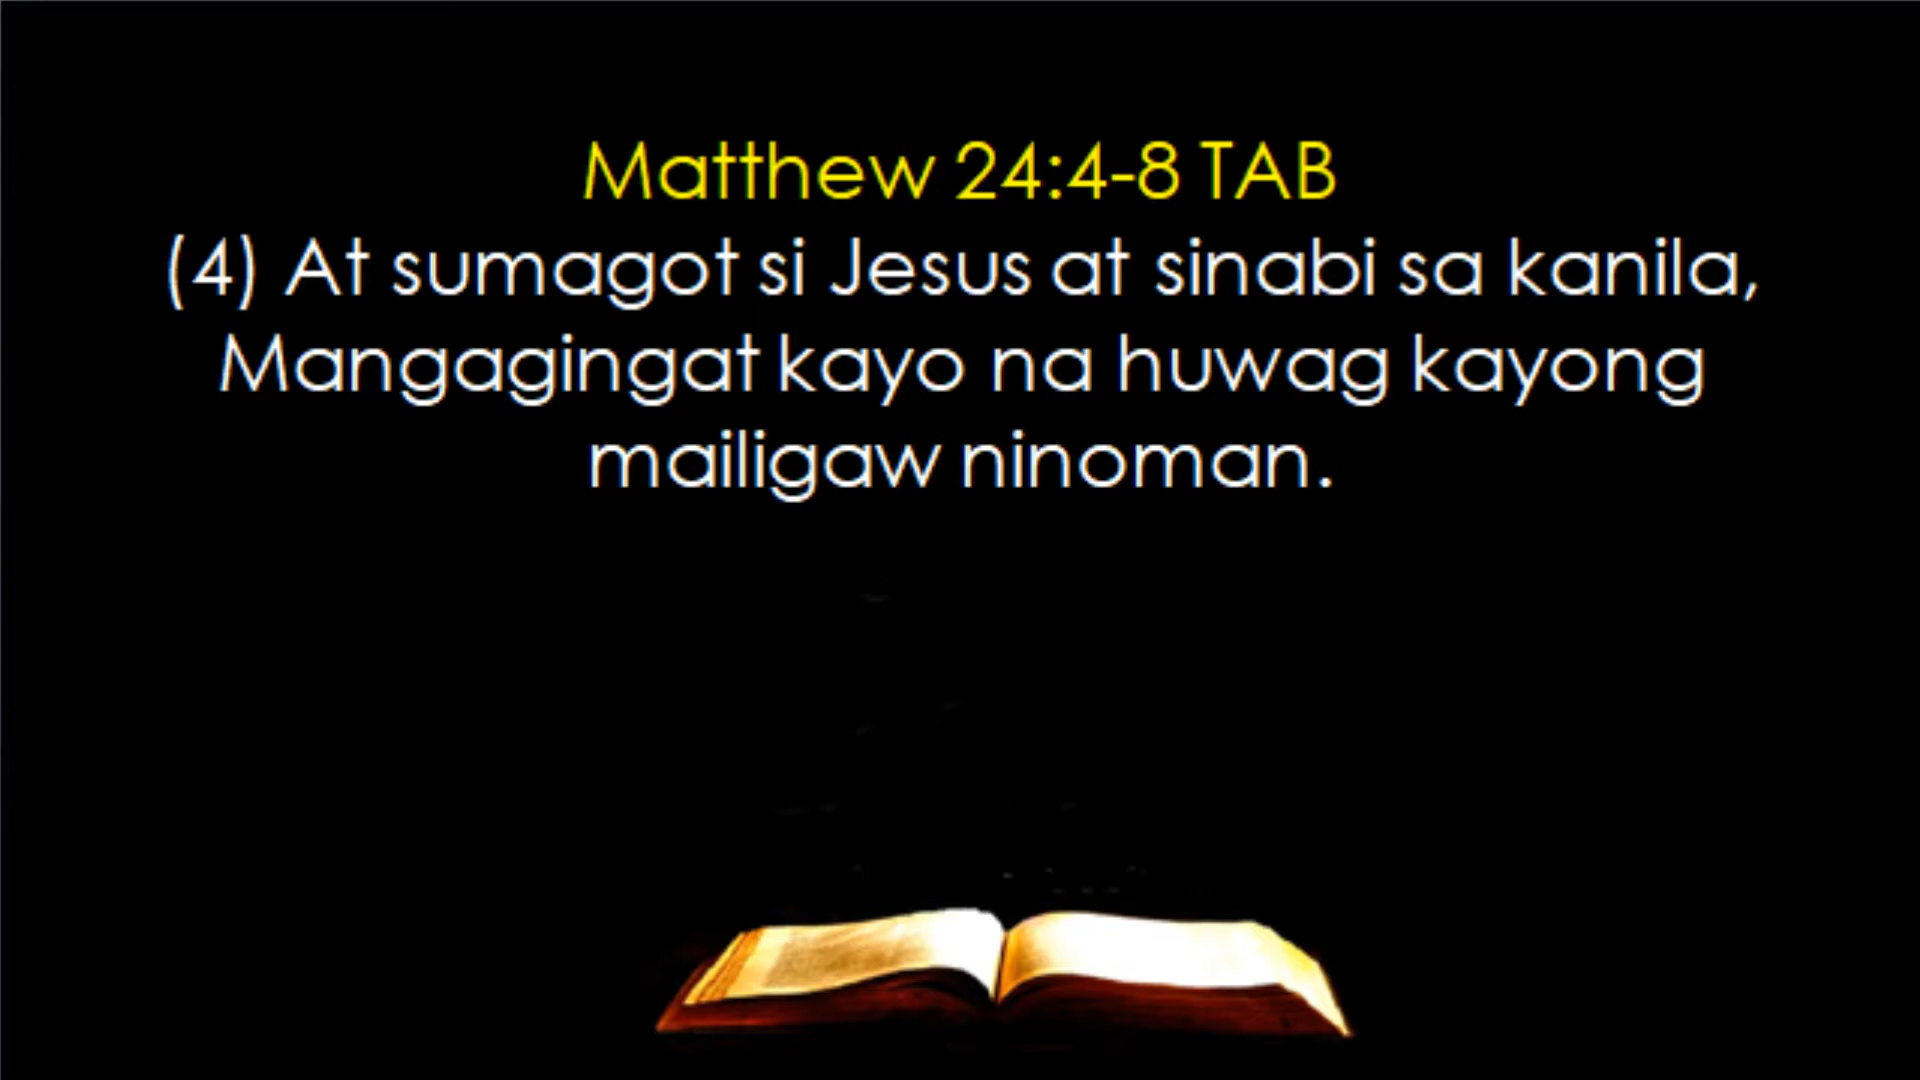 Matthew 24:4-8 TAB
(4) At sumagot si Jesus at sinabi sa kanila,
Mangagingat kayo na huwag kayong
mailigaw ninoman.